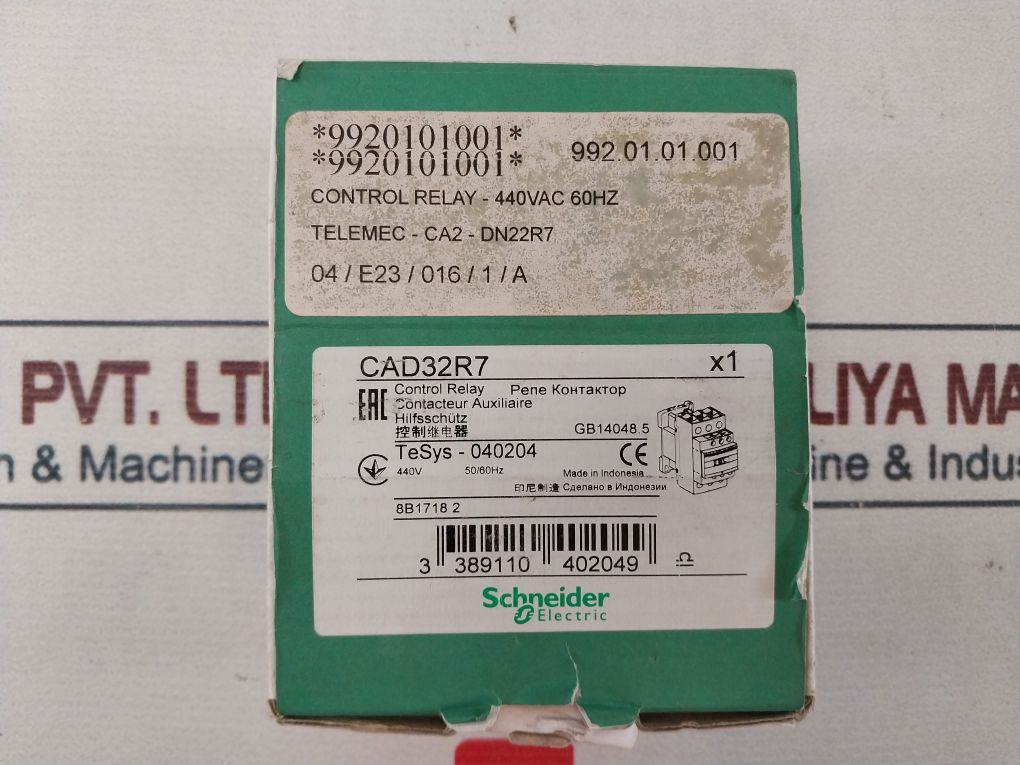 *9920101001*
*9920101001* 992.01.01.001
CONTROL RELAY - 440VAC 60HZ
TELEMEC - CA2 - DN22R7
04 / E23 / 016 / 1 / A
PVT. LT LIYA MA
& Machine ine & Indus
CAD32R7 x1
EAC Control Relay Реле Контактор
Contacteur Auxiliaire
Hilfsschütz
控制继电器 GB14048.5
TeSys - 040204 CE
440V 50/60Hz Made in Indonesia
印尼制造 Сделано в Индонезии
8B1718 2
3 389110 402049
Schneider
Electric